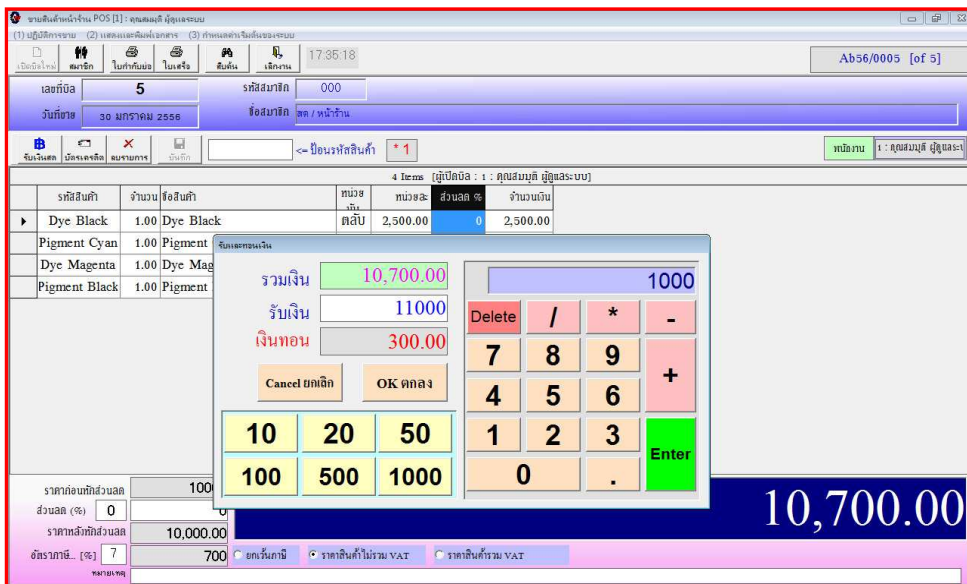 ขายสินค้าหน้าร้าน POS [1] : คุณสมมุติ ผู้ดูแลระบบ
(1) ปฏิบัติการขาย (2) แสดงและพิมพ์เอกสาร (3) กำหนดค่าเริ่มต้นของระบบ
เปิดบิลใหม่ สมาชิก ใบกำกับย่อ ใบเสร็จ สืบค้น เลิกงาน 17:35:18 Ab56/0005 [of 5]
เลขที่บิล 5 รหัสสมาชิก 000
วันที่ขาย 30 มกราคม 2556 ชื่อสมาชิก สด / หน้าร้าน
รับเงินสด บัตรเครดิต ลบรายการ บันทึก <= ป้อนรหัสสินค้า * 1 พนักงาน 1 : คุณสมมุติ ผู้ดูแลระบ
4 Items [ผู้เปิดบิล : 1 : คุณสมมุติ ผู้ดูแลระบบ]
รหัสสินค้า จำนวน ชื่อสินค้า หน่วย หน่วยละ ส่วนลด % จำนวนเงิน
Dye Black 1.00 Dye Black ตลับ 2,500.00 0 2,500.00
Pigment Cyan 1.00 Pigment
Dye Magenta 1.00 Dye Mag
Pigment Black 1.00 Pigment
รับและทอนเงิน
รวมเงิน 10,700.00
รับเงิน 11000
เงินทอน 300.00
Cancel ยกเลิก OK ตกลง
10 20 50
100 500 1000
1000
Delete / * -
7 8 9 +
4 5 6
1 2 3 Enter
0 .
ราคาก่อนหักส่วนลด 100
ส่วนลด (%) 0 0
ราคาหลังหักส่วนลด 10,000.00
10,700.00
อัตราภาษี... [%] 7 700 ยกเว้นภาษี ราคาสินค้าไม่รวม VAT ราคาสินค้ารวม VAT
หมายเหตุ